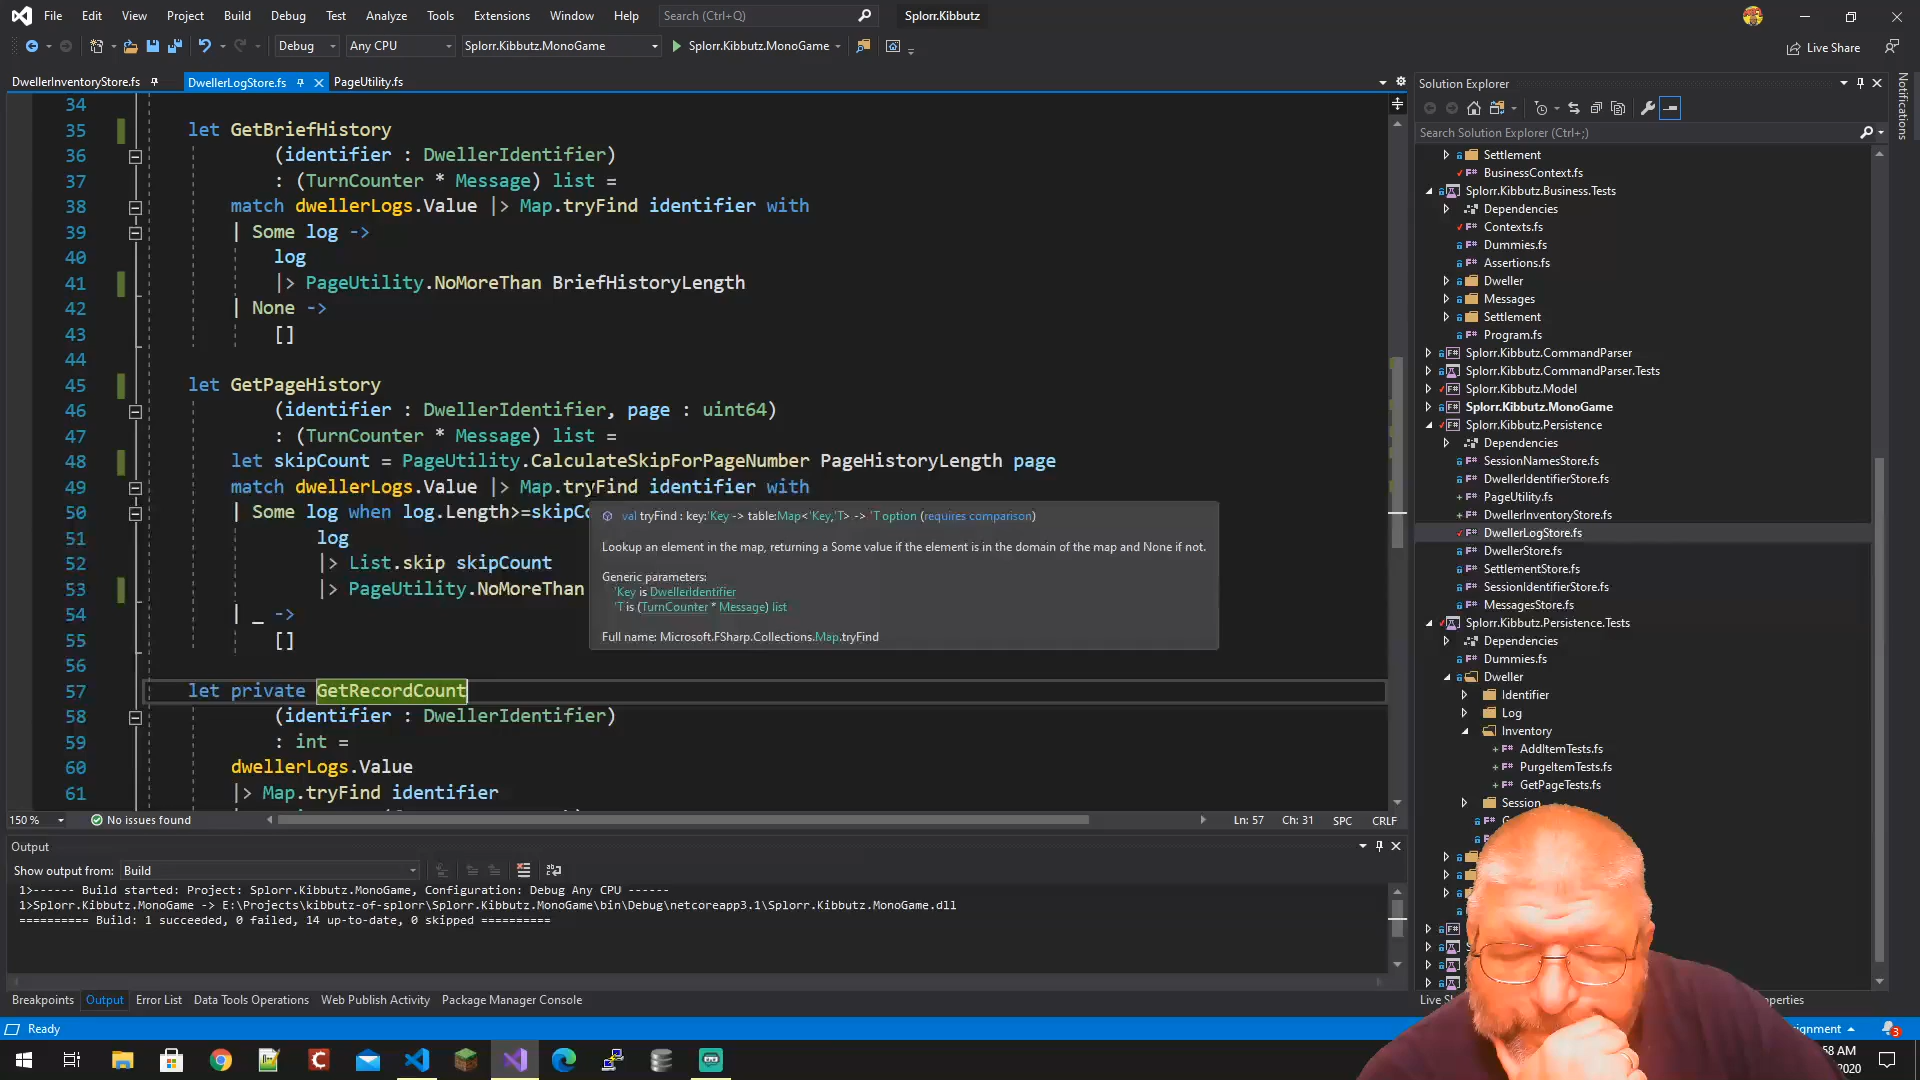 File Edit View Project Build Debug Test Analyze Tools Extensions Window Help Search (Ctrl+Q) Splorr.Kibbutz
Debug Any CPU Splorr.Kibbutz.MonoGame Splorr.Kibbutz.MonoGame Live Share
DwellerInventoryStore.fs DwellerLogStore.fs PageUtility.fs
34
35 let GetBriefHistory
36 (identifier : DwellerIdentifier)
37 : (TurnCounter * Message) list =
38 match dwellerLogs.Value |> Map.tryFind identifier with
39 | Some log ->
40 log
41 |> PageUtility.NoMoreThan BriefHistoryLength
42 | None ->
43 []
44
45 let GetPageHistory
46 (identifier : DwellerIdentifier, page : uint64)
47 : (TurnCounter * Message) list =
48 let skipCount = PageUtility.CalculateSkipForPageNumber PageHistoryLength page
49 match dwellerLogs.Value |> Map.tryFind identifier with
50 | Some log when log.Length>=skipCo
51 log
52 |> List.skip skipCount
53 |> PageUtility.NoMoreThan
54 | _ ->
55 []
56
57 let private GetRecordCount
58 (identifier : DwellerIdentifier)
59 : int =
60 dwellerLogs.Value
61 |> Map.tryFind identifier
val tryFind : key:'Key -> table:Map<'Key,'T> -> 'T option (requires comparison)
Lookup an element in the map, returning a Some value if the element is in the domain of the map and None if not.
Generic parameters:
'Key is DwellerIdentifier
'T is (TurnCounter * Message) list
Full name: Microsoft.FSharp.Collections.Map.tryFind
150 % No issues found Ln: 57 Ch: 31 SPC CRLF
Output
Show output from: Build
1>------ Build started: Project: Splorr.Kibbutz.MonoGame, Configuration: Debug Any CPU ------
1>Splorr.Kibbutz.MonoGame -> E:\Projects\kibbutz-of-splorr\Splorr.Kibbutz.MonoGame\bin\Debug\netcoreapp3.1\Splorr.Kibbutz.MonoGame.dll
========== Build: 1 succeeded, 0 failed, 14 up-to-date, 0 skipped ==========
Breakpoints Output Error List Data Tools Operations Web Publish Activity Package Manager Console
Ready
Solution Explorer
Search Solution Explorer (Ctrl+;)
Settlement
F# BusinessContext.fs
Splorr.Kibbutz.Business.Tests
Dependencies
F# Contexts.fs
F# Dummies.fs
F# Assertions.fs
Dweller
Messages
Settlement
F# Program.fs
F# Splorr.Kibbutz.CommandParser
Splorr.Kibbutz.CommandParser.Tests
F# Splorr.Kibbutz.Model
F# Splorr.Kibbutz.MonoGame
F# Splorr.Kibbutz.Persistence
Dependencies
F# SessionNamesStore.fs
F# DwellerIdentifierStore.fs
F# PageUtility.fs
F# DwellerInventoryStore.fs
F# DwellerLogStore.fs
F# DwellerStore.fs
F# SettlementStore.fs
F# SessionIdentifierStore.fs
F# MessagesStore.fs
Splorr.Kibbutz.Persistence.Tests
Dependencies
F# Dummies.fs
Dweller
Identifier
Log
Inventory
F# AddItemTests.fs
F# PurgeItemTests.fs
F# GetPageTests.fs
Session
Notifications